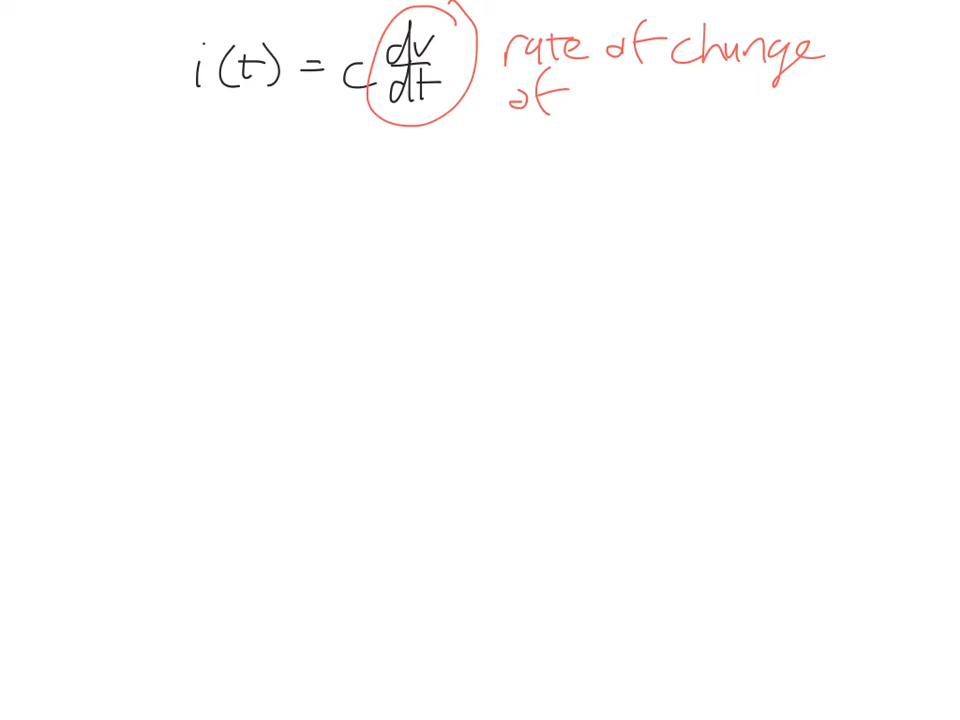 i(t) = c dv/dt rate of change
of